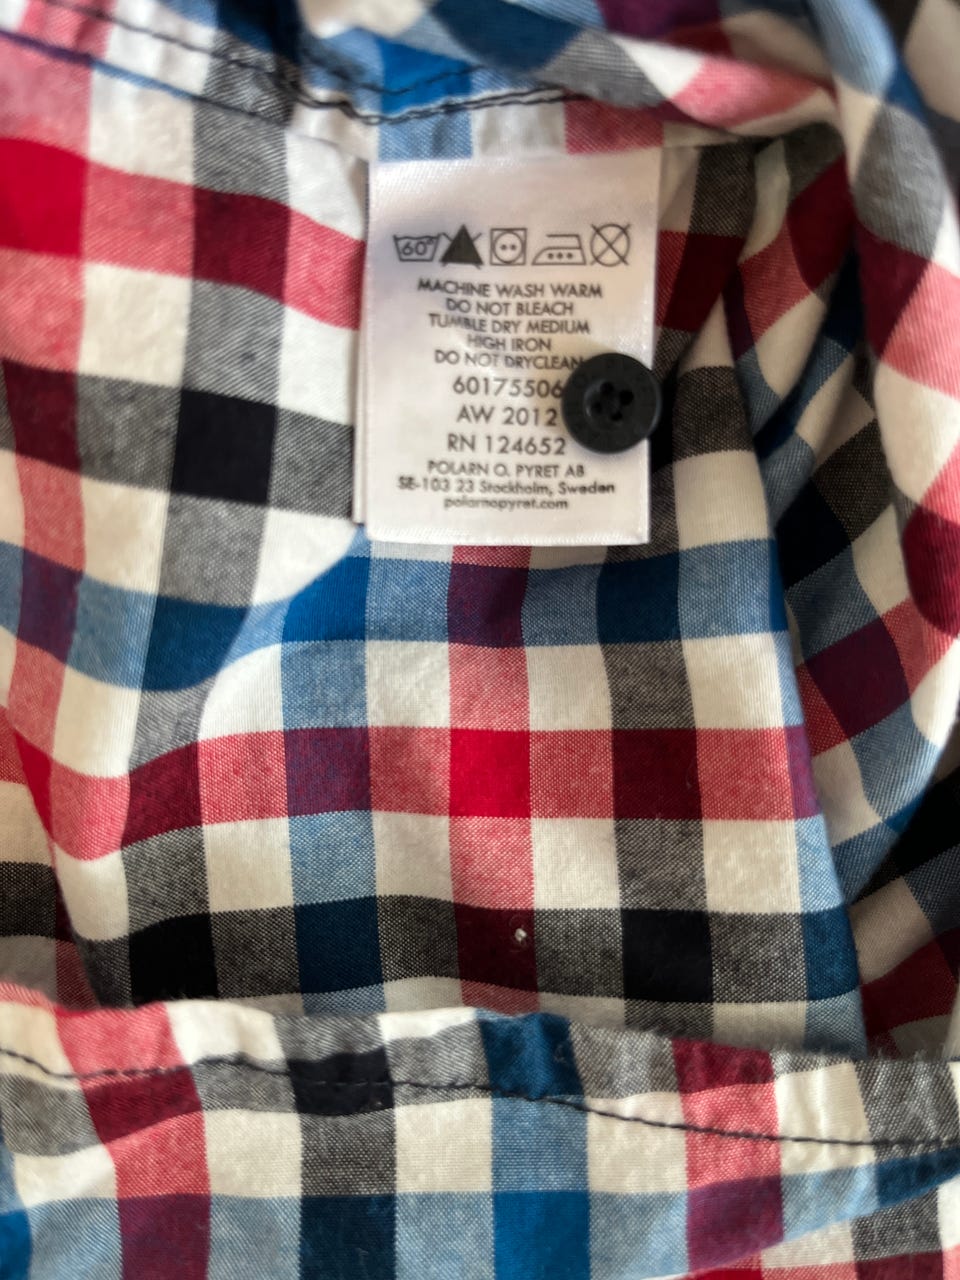 60°
MACHINE WASH WARM
DO NOT BLEACH
TUMBLE DRY MEDIUM
HIGH IRON
DO NOT DRYCLEAN
60175506
AW 2012
RN 124652
POLARN O. PYRET AB
SE-103 23 Stockholm, Sweden
polarnopyret.com